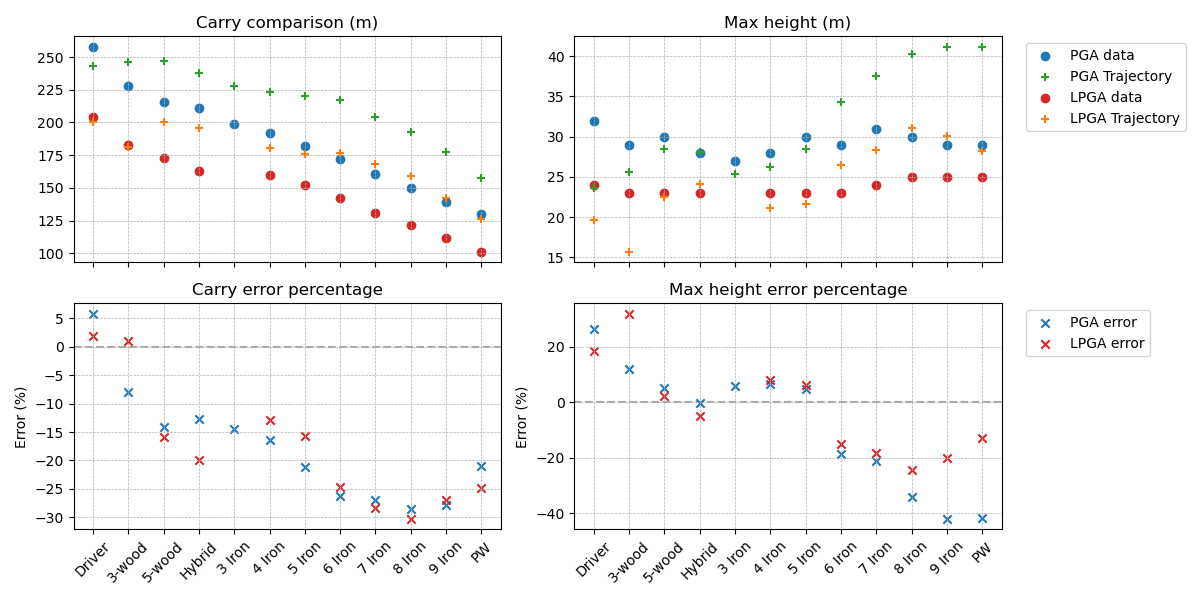 Carry comparison (m)
250
225
200
175
150
125
100
Max height (m)
40
35
30
25
20
15
PGA data
PGA Trajectory
LPGA data
LPGA Trajectory
Carry error percentage
Error (%)
5
0
−5
−10
−15
−20
−25
−30
Driver
3-wood
5-wood
Hybrid
3 Iron
4 Iron
5 Iron
6 Iron
7 Iron
8 Iron
9 Iron
PW
Max height error percentage
Error (%)
20
0
−20
−40
Driver
3-wood
5-wood
Hybrid
3 Iron
4 Iron
5 Iron
6 Iron
7 Iron
8 Iron
9 Iron
PW
PGA error
LPGA error